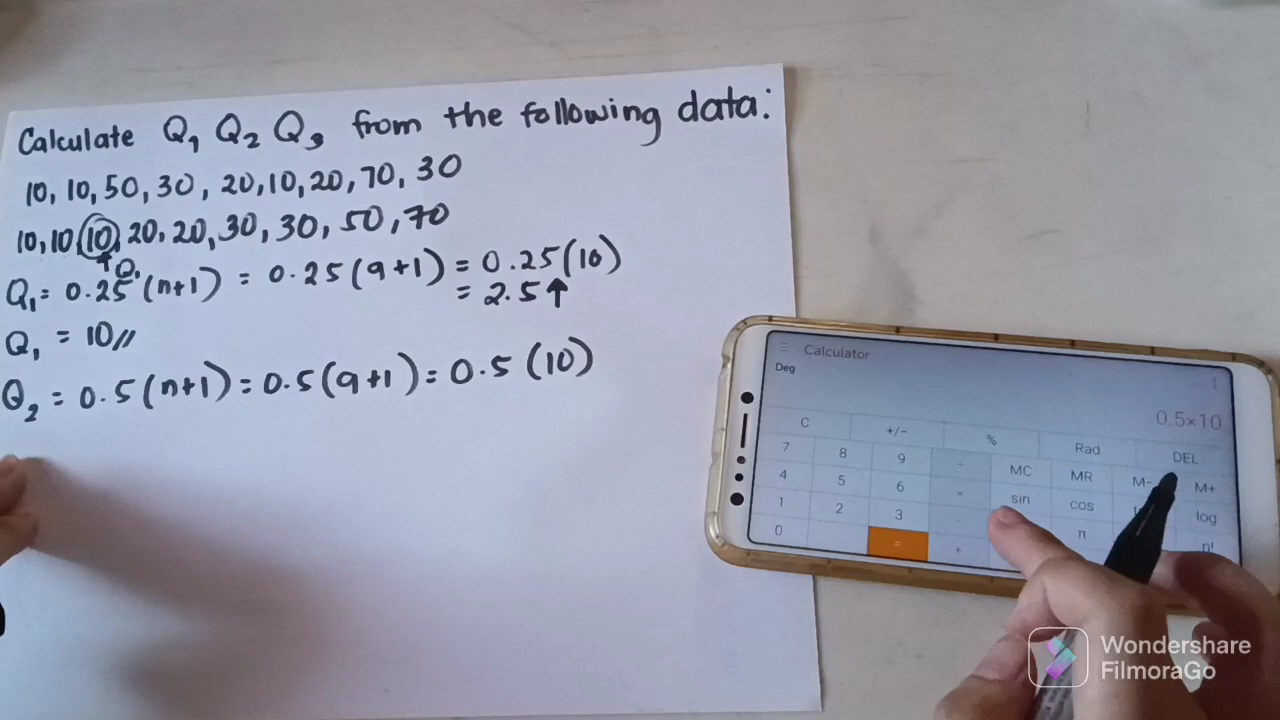 Calculate Q1 Q2 Q3 from the following data:
10, 10, 50, 30, 20, 10, 20, 70, 30
10, 10, 10, 20, 20, 30, 30, 50, 70
Q1
Q1 = 0.25 (n+1) = 0.25 (9+1) = 0.25 (10)
= 2.5 ↑
Q1 = 10 //
Q2 = 0.5 (n+1) = 0.5 (9+1) = 0.5 (10)
Calculator
Deg
0.5×10
C +/- % Rad DEL
7 8 9 ÷ MC MR M- M+
4 5 6 × sin cos log
1 2 3 - π n!
0 = +
Wondershare
FilmoraGo